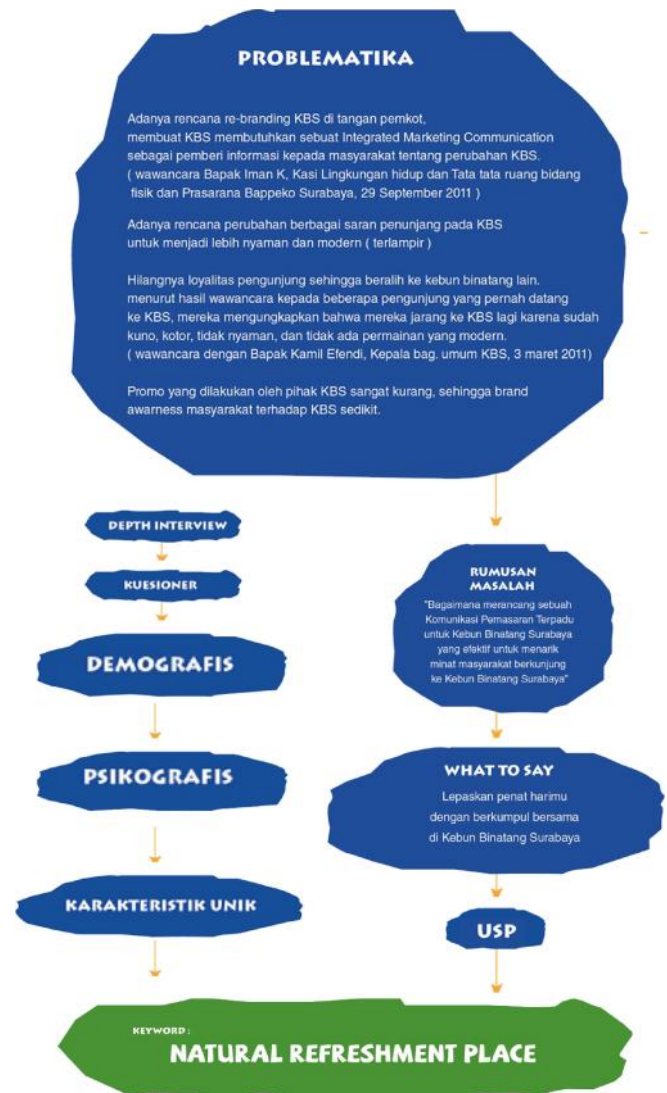 PROBLEMATIKA
Adanya rencana re-branding KBS di tangan pemkot,
membuat KBS membutuhkan sebuat Integrated Marketing Communication
sebagai pemberi informasi kepada masyarakat tentang perubahan KBS.
( wawancara Bapak Iman K, Kasi Lingkungan hidup dan Tata tata ruang bidang
fisik dan Prasarana Bappeko Surabaya, 29 September 2011 )
Adanya rencana perubahan berbagai saran penunjang pada KBS
untuk menjadi lebih nyaman dan modern ( terlampir )
Hilangnya loyalitas pengunjung sehingga beralih ke kebun binatang lain.
menurut hasil wawancara kepada beberapa pengunjung yang pernah datang
ke KBS, mereka mengungkapkan bahwa mereka jarang ke KBS lagi karena sudah
kuno, kotor, tidak nyaman, dan tidak ada permainan yang modern.
( wawancara dengan Bapak Kamil Efendi, Kepala bag. umum KBS, 3 maret 2011)
Promo yang dilakukan oleh pihak KBS sangat kurang, sehingga brand
awarness masyarakat terhadap KBS sedikit.
DEPTH INTERVIEW
KUESIONER
DEMOGRAFIS
PSIKOGRAFIS
KARAKTERISTIK UNIK
RUMUSAN
MASALAH
"Bagaimana merancang sebuah
Komunikasi Pemasaran Terpadu
untuk Kebun Binatang Surabaya
yang efektif untuk menarik
minat masyarakat berkunjung
ke Kebun Binatang Surabaya"
WHAT TO SAY
Lepaskan penat harimu
dengan berkumpul bersama
di Kebun Binatang Surabaya
USP
KEYWORD :
NATURAL REFRESHMENT PLACE